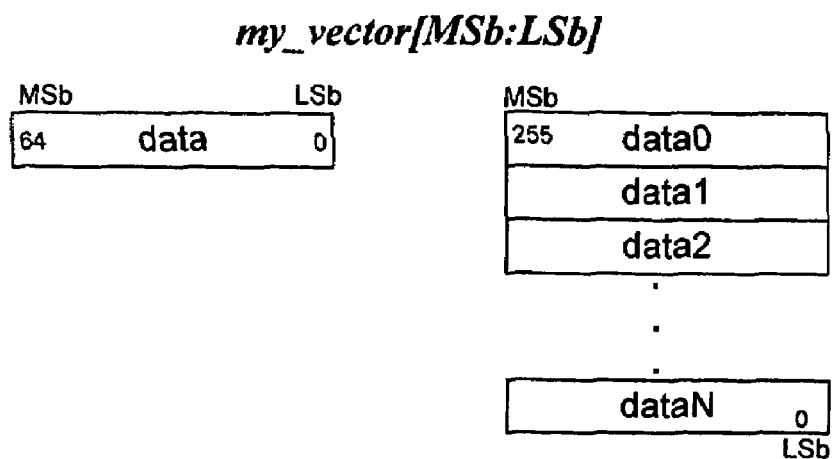 my_vector[MSb:LSb]
MSb LSb
64 data 0
MSb
255 data0
data1
data2
.
.
.
dataN 0
LSb